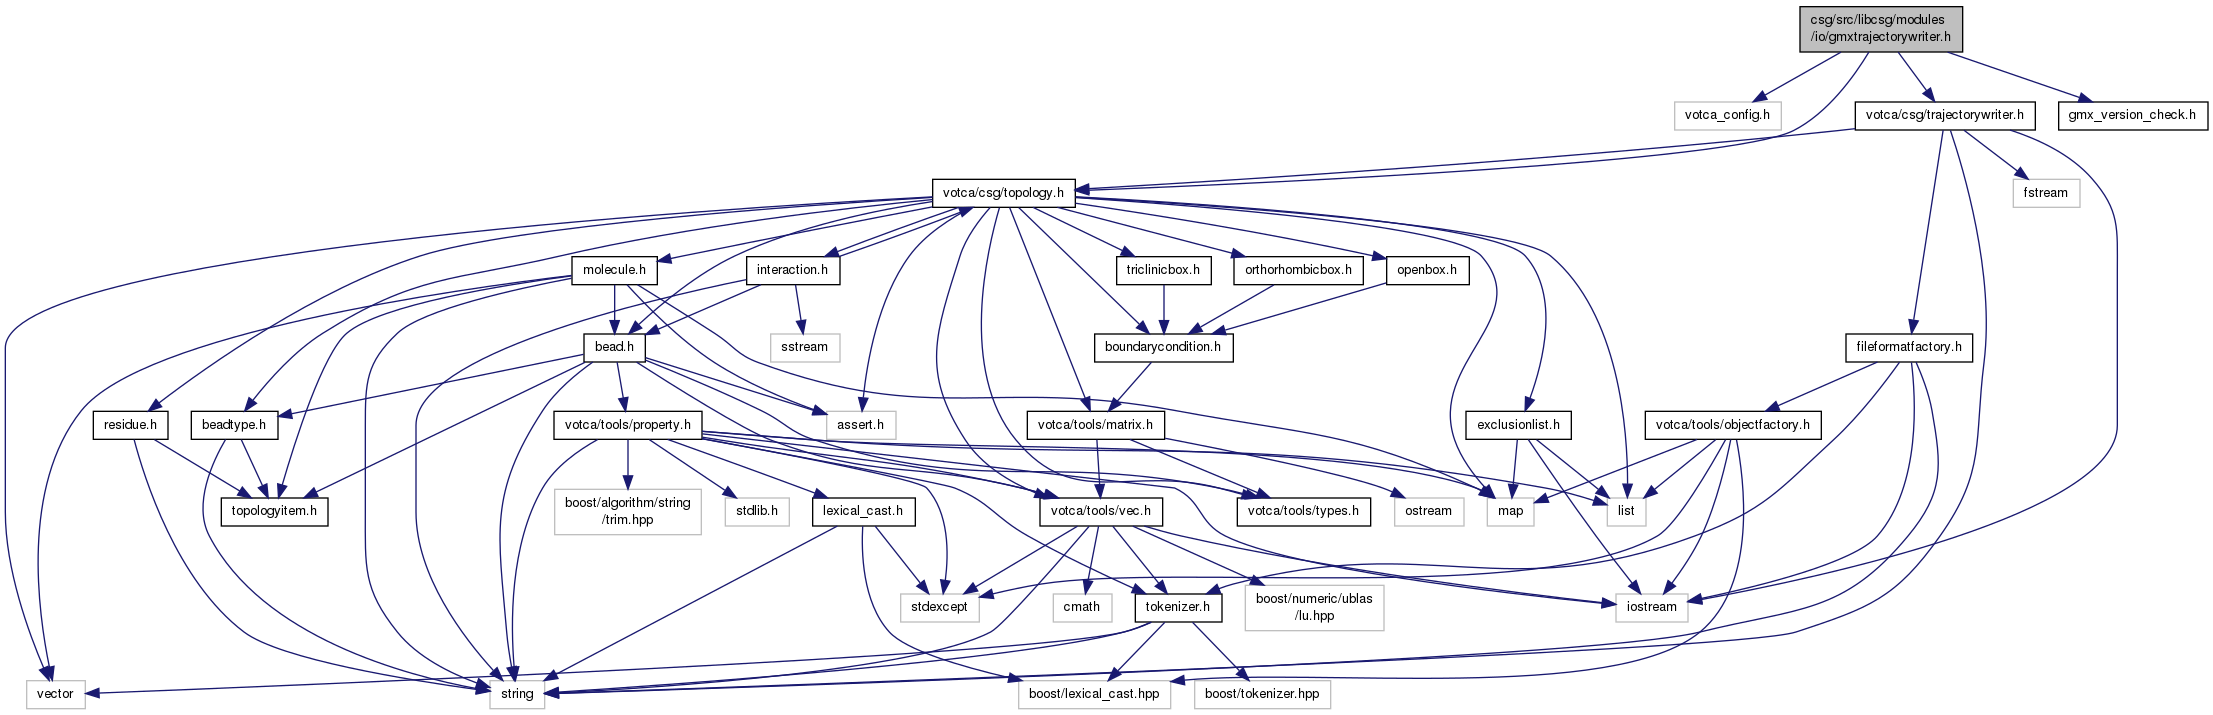 csg/src/libcsg/modules
/io/gmxtrajectorywriter.h
votca_config.h
votca/csg/trajectorywriter.h
gmx_version_check.h
votca/csg/topology.h
fstream
molecule.h
interaction.h
triclinicbox.h
orthorhombicbox.h
openbox.h
sstream
bead.h
boundarycondition.h
fileformatfactory.h
residue.h
beadtype.h
votca/tools/property.h
assert.h
votca/tools/matrix.h
exclusionlist.h
votca/tools/objectfactory.h
topologyitem.h
boost/algorithm/string
/trim.hpp
stdlib.h
lexical_cast.h
votca/tools/vec.h
votca/tools/types.h
ostream
map
list
stdexcept
cmath
tokenizer.h
boost/numeric/ublas
/lu.hpp
iostream
vector
string
boost/lexical_cast.hpp
boost/tokenizer.hpp